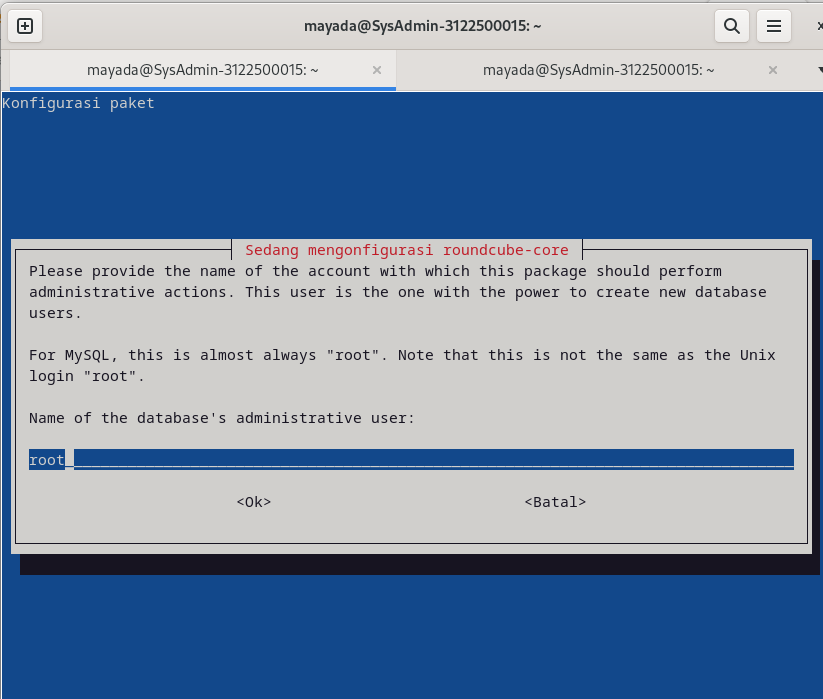 mayada@SysAdmin-3122500015: ~
mayada@SysAdmin-3122500015: ~
mayada@SysAdmin-3122500015: ~
Konfigurasi paket
Sedang mengonfigurasi roundcube-core
Please provide the name of the account with which this package should perform
administrative actions. This user is the one with the power to create new database
users.
For MySQL, this is almost always "root". Note that this is not the same as the Unix
login "root".
Name of the database's administrative user:
root
<Ok> <Batal>